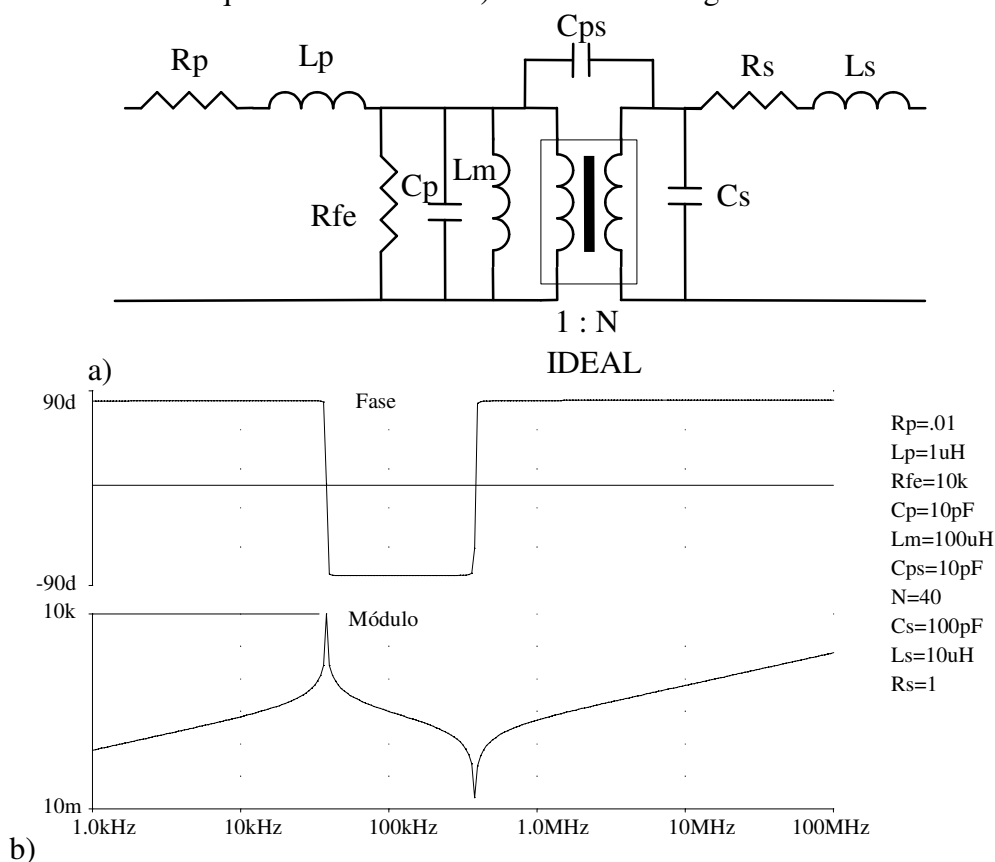 Cps
Rp
Lp
Rs
Ls
Rfe
Cp
Lm
Cs
1 : N
IDEAL
a)
90d
Fase
-90d
10k
Módulo
10m
1.0kHz
10kHz
100kHz
1.0MHz
10MHz
100MHz
Rp=.01
Lp=1uH
Rfe=10k
Cp=10pF
Lm=100uH
Cps=10pF
N=40
Cs=100pF
Ls=10uH
Rs=1
b)